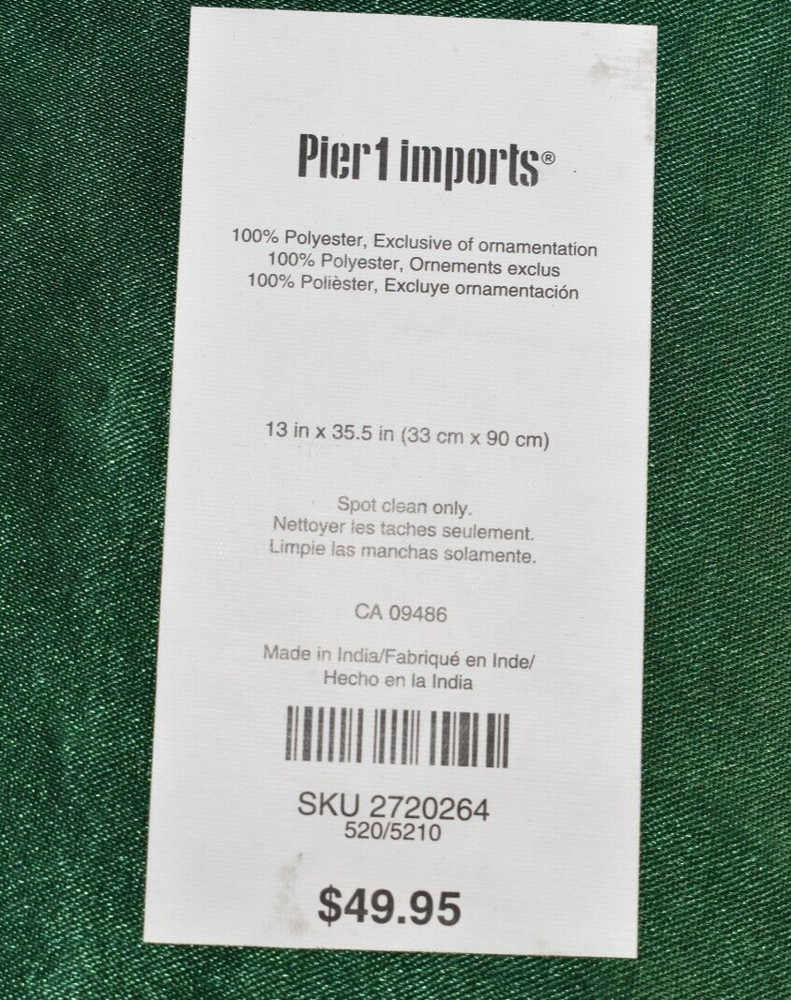 Pier1 imports®
100% Polyester, Exclusive of ornamentation
100% Polyester, Ornements exclus
100% Polièster, Excluye ornamentación
13 in x 35.5 in (33 cm x 90 cm)
Spot clean only.
Nettoyer les taches seulement.
Limpie las manchas solamente.
CA 09486
Made in India/Fabriqué en Inde/
Hecho en la India
SKU 2720264
520/5210
$49.95